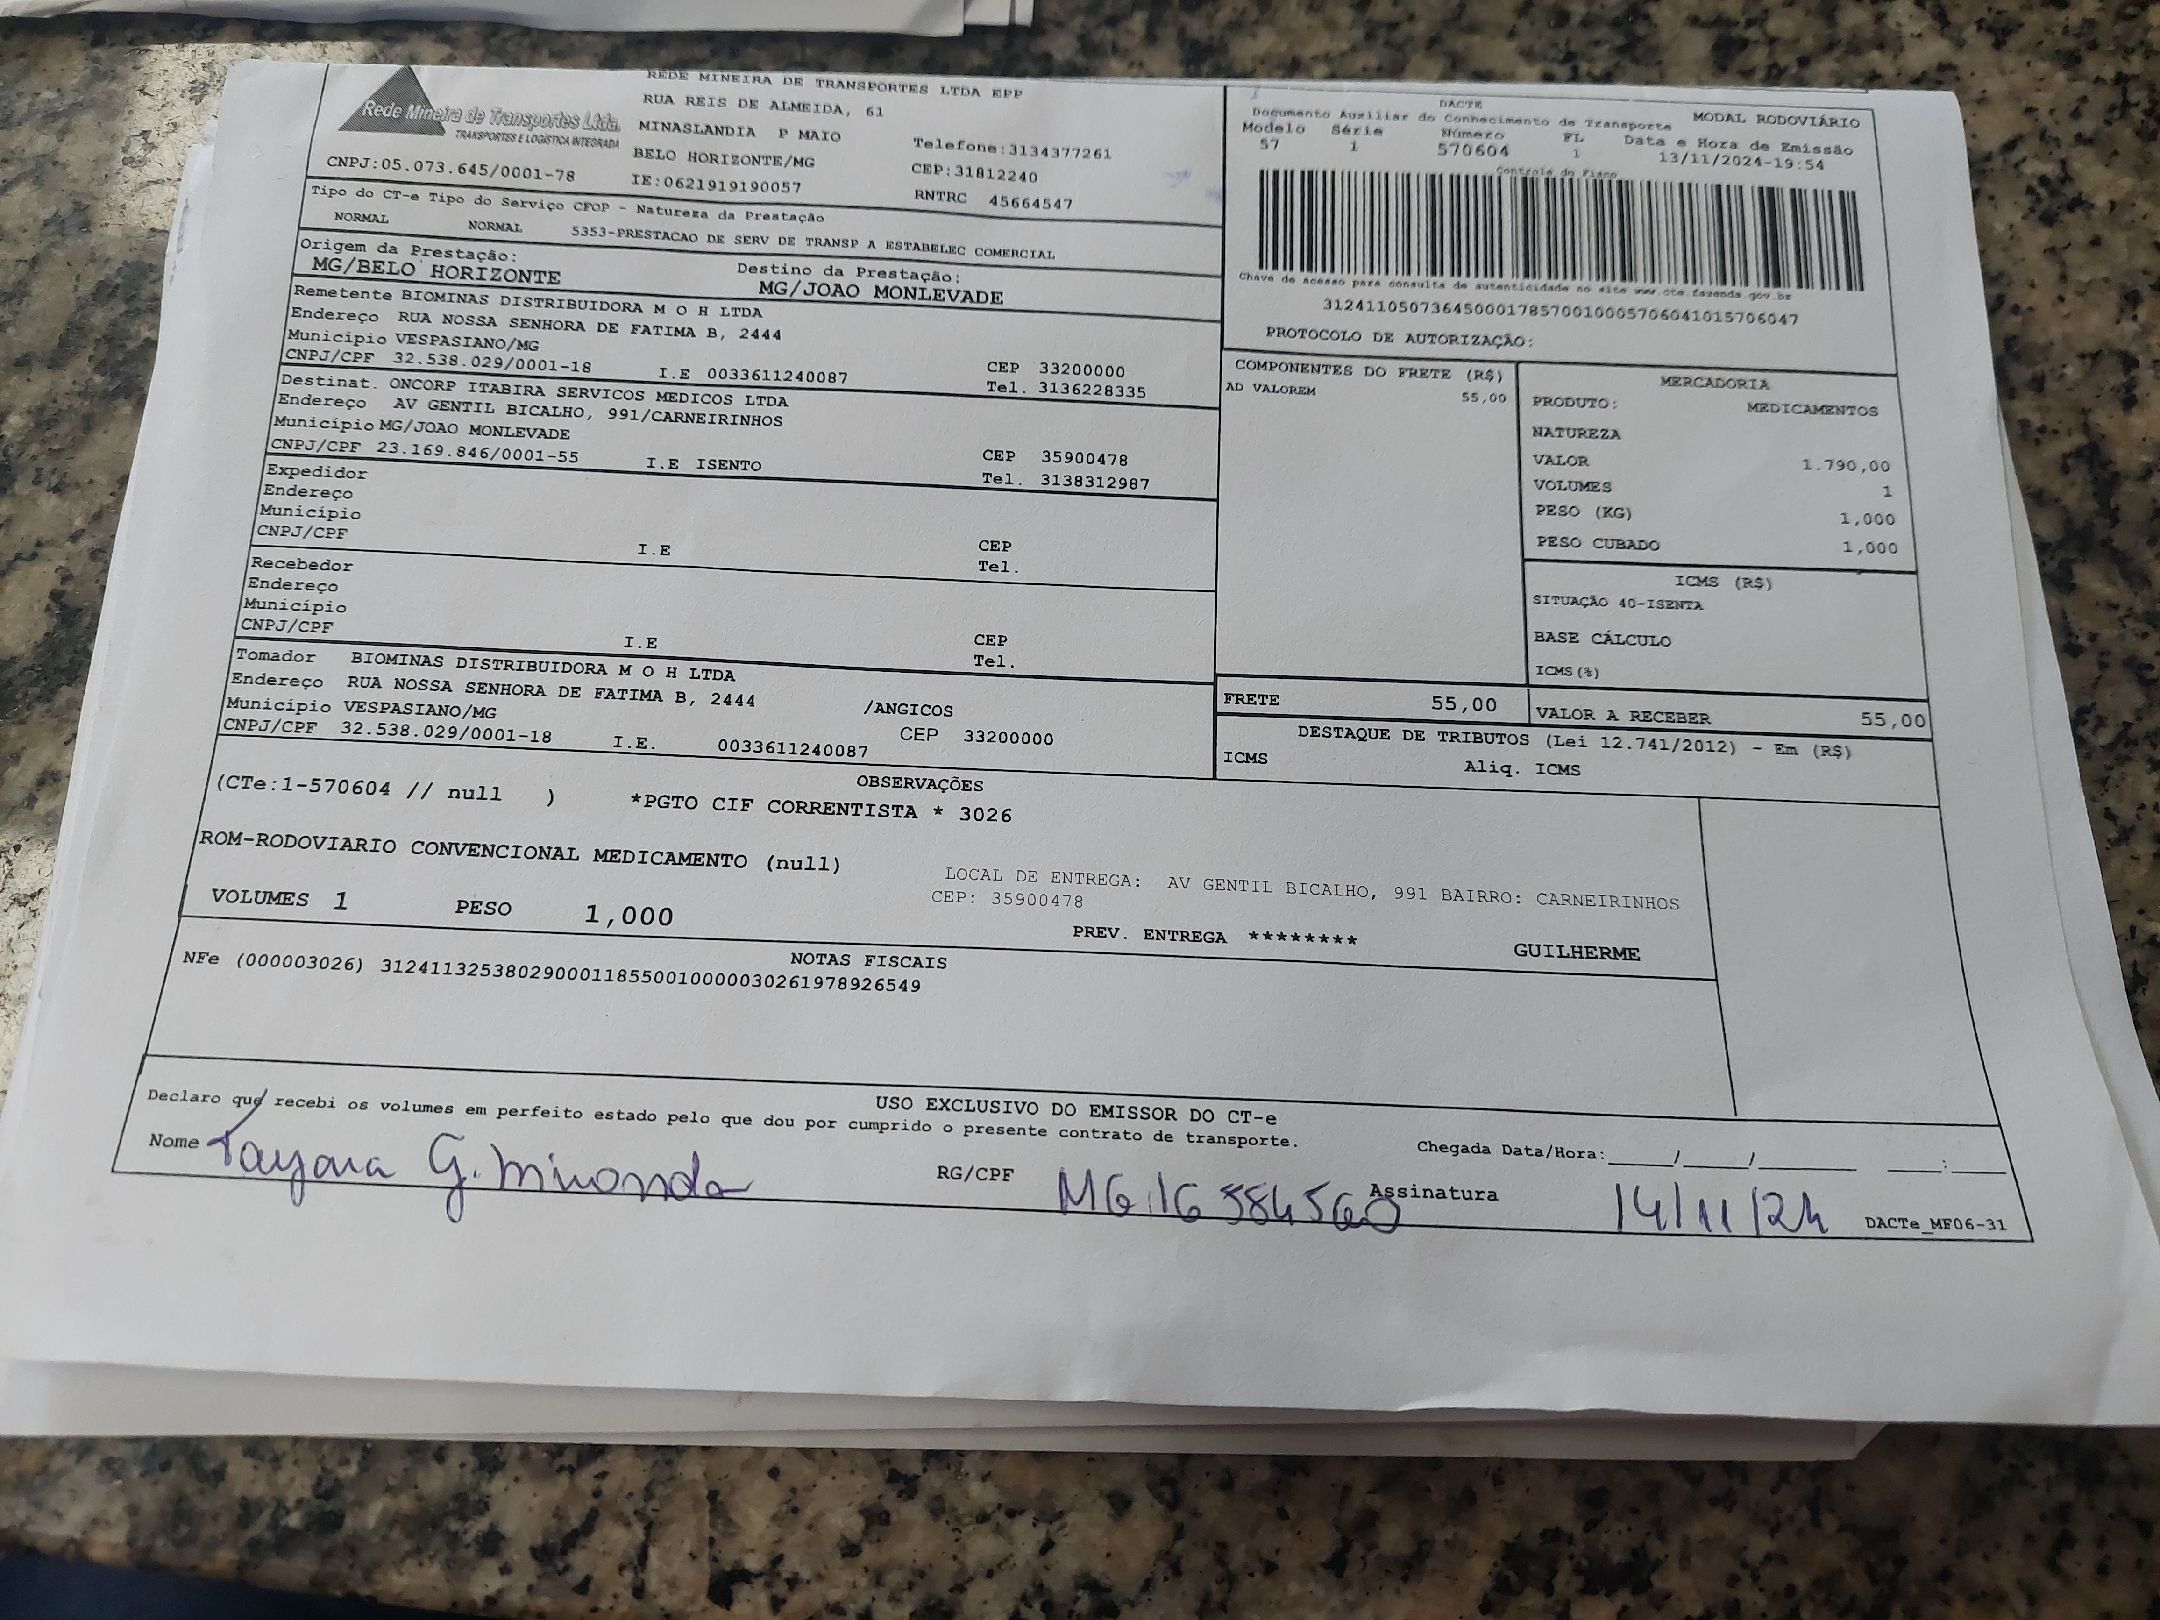 Rede Mineira de Transportes Ltda.
TRANSPORTES E LOGÍSTICA INTEGRADA
CNPJ:05.073.645/0001-78
REDE MINEIRA DE TRANSPORTES LTDA EPP
RUA REIS DE ALMEIDA, 61
MINASLANDIA P MAIO
BELO HORIZONTE/MG
IE:0621919190057
Telefone:3134377261
CEP:31812240
RNTRC 45664547
DACTE
Documento Auxiliar do Conhecimento de Transporte MODAL RODOVIÁRIO
Modelo Série Número FL Data e Hora de Emissão
57 1 570604 1 13/11/2024-19:54
Controle do Fisco
Chave de acesso para consulta de autenticidade no site www.cte.fazenda.gov.br
31241105073645000178570010005706041015706047
PROTOCOLO DE AUTORIZAÇÃO:
Tipo do CT-e Tipo do Serviço CFOP - Natureza da Prestação
NORMAL NORMAL 5353-PRESTACAO DE SERV DE TRANSP A ESTABELEC COMERCIAL
Origem da Prestação: Destino da Prestação:
MG/BELO HORIZONTE MG/JOAO MONLEVADE
Remetente BIOMINAS DISTRIBUIDORA M O H LTDA
Endereço RUA NOSSA SENHORA DE FATIMA B, 2444
Município VESPASIANO/MG CEP 33200000
CNPJ/CPF 32.538.029/0001-18 I.E 0033611240087 Tel. 3136228335
Destinat. ONCORP ITABIRA SERVICOS MEDICOS LTDA
Endereço AV GENTIL BICALHO, 991/CARNEIRINHOS
Município MG/JOAO MONLEVADE CEP 35900478
CNPJ/CPF 23.169.846/0001-55 I.E ISENTO Tel. 3138312987
Expedidor
Endereço
Município CEP
CNPJ/CPF I.E Tel.
Recebedor
Endereço
Município CEP
CNPJ/CPF I.E Tel.
Tomador BIOMINAS DISTRIBUIDORA M O H LTDA
Endereço RUA NOSSA SENHORA DE FATIMA B, 2444 /ANGICOS
Município VESPASIANO/MG CEP 33200000
CNPJ/CPF 32.538.029/0001-18 I.E. 0033611240087
COMPONENTES DO FRETE (R$)
AD VALOREM 55,00
FRETE 55,00
MERCADORIA
PRODUTO: MEDICAMENTOS
NATUREZA
VALOR 1.790,00
VOLUMES 1
PESO (KG) 1,000
PESO CUBADO 1,000
ICMS (R$)
SITUAÇÃO 40-ISENTA
BASE CÁLCULO
ICMS(%)
VALOR A RECEBER 55,00
DESTAQUE DE TRIBUTOS (Lei 12.741/2012) - Em (R$)
ICMS Aliq. ICMS
OBSERVAÇÕES
(CTe:1-570604 // null ) *PGTO CIF CORRENTISTA * 3026
ROM-RODOVIARIO CONVENCIONAL MEDICAMENTO (null)
LOCAL DE ENTREGA: AV GENTIL BICALHO, 991 BAIRRO: CARNEIRINHOS
CEP: 35900478
VOLUMES 1 PESO 1,000
PREV. ENTREGA ******** GUILHERME
NOTAS FISCAIS
NFe (000003026) 31241132538029000118550010000030261978926549
USO EXCLUSIVO DO EMISSOR DO CT-e
Declaro que recebi os volumes em perfeito estado pelo que dou por cumprido o presente contrato de transporte.
Chegada Data/Hora:_____/_____/_______ ____:____
Nome Tayana G. Miranda RG/CPF MG 16 584560 Assinatura 14/11/24
DACTe_MF06-31